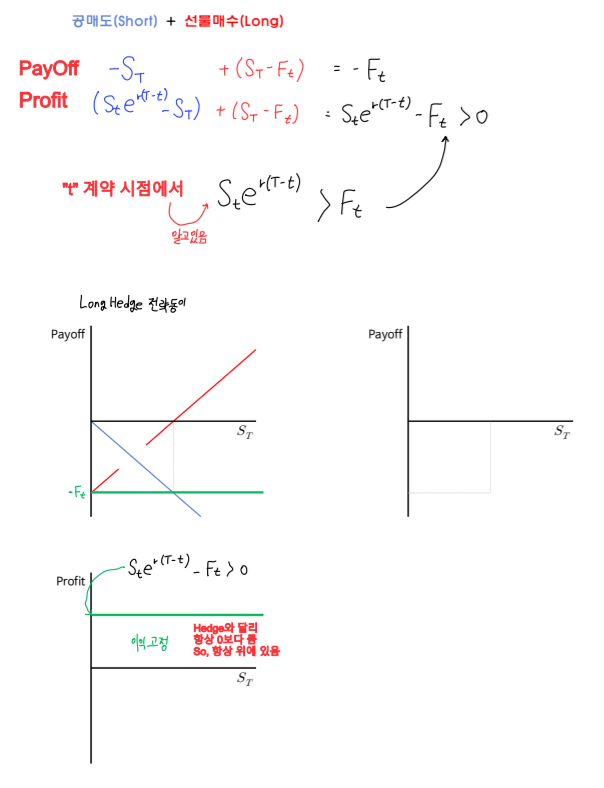 공매도(Short) + 선물매수(Long)
PayOff -S_T + (S_T - F_t) = - F_t
Profit (S_t e^{r(T-t)} - S_T) + (S_T - F_t) = S_t e^{r(T-t)} - F_t > 0
"t" 계약 시점에서 S_t e^{r(T-t)} > F_t
알고있음
Long Hedge 전략동이
Payoff
S_T
-F_t
Payoff
S_T
S_t e^{r(T-t)} - F_t > 0
Profit
이익고정
Hedge와 달리
항상 0보다 큼
So, 항상 위에 있음
S_T